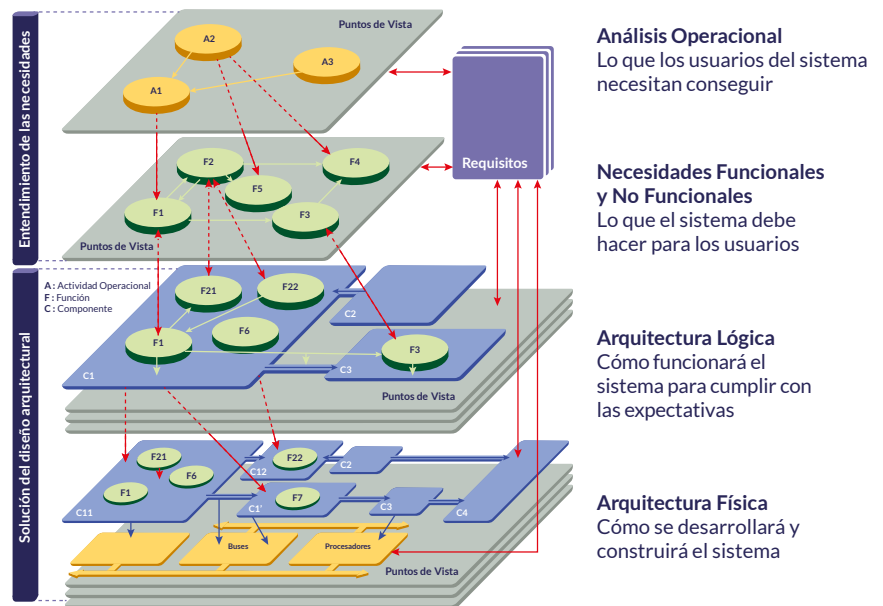 Entendimiento de las necesidades
Puntos de Vista
A2
A3
A1
Requisitos
Análisis Operacional
Lo que los usuarios del sistema
necesitan conseguir
F2
F4
F5
F1
F3
Puntos de Vista
Necesidades Funcionales
y No Funcionales
Lo que el sistema debe
hacer para los usuarios
Solución del diseño arquitectural
A : Actividad Operacional
F : Función
C : Componente
F21
F22
C2
F1
F6
F3
C1
C3
Puntos de Vista
Arquitectura Lógica
Cómo funcionará el
sistema para cumplir con
las expectativas
F21
F6
F1
C11
F22
C12
C2
F7
C1'
C3
C4
Buses
Procesadores
Puntos de Vista
Arquitectura Física
Cómo se desarrollará y
construirá el sistema